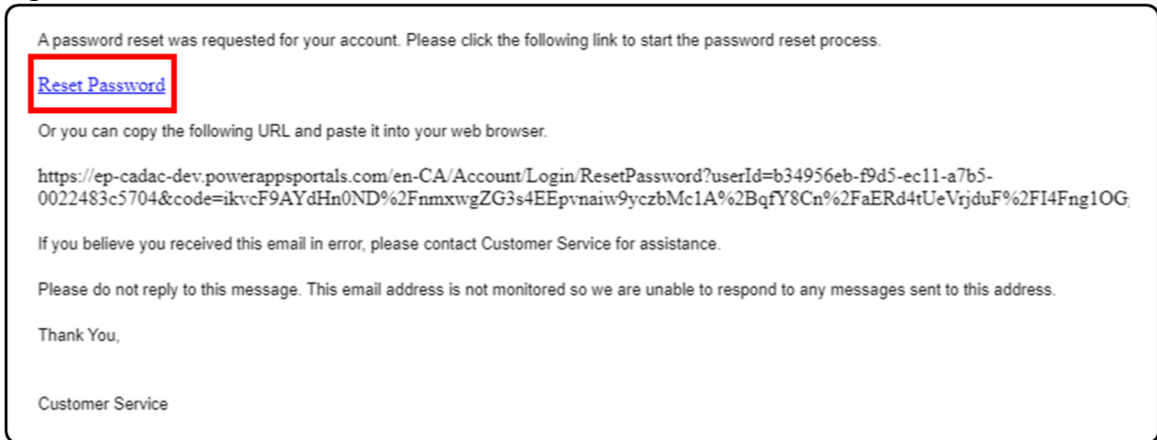 A password reset was requested for your account. Please click the following link to start the password reset process.
Reset Password
Or you can copy the following URL and paste it into your web browser.
https://ep-cadac-dev.powerappsportals.com/en-CA/Account/Login/ResetPassword?userId=b34956eb-f9d5-ec11-a7b5-
0022483c5704&code=ikvcF9AYdHn0ND%2FnmxwgZG3s4EEpvnaiw9yczbMc1A%2BqfY8Cn%2FaERd4tUeVrjduF%2FI4Fng1OG
If you believe you received this email in error, please contact Customer Service for assistance.
Please do not reply to this message. This email address is not monitored so we are unable to respond to any messages sent to this address.
Thank You,
Customer Service